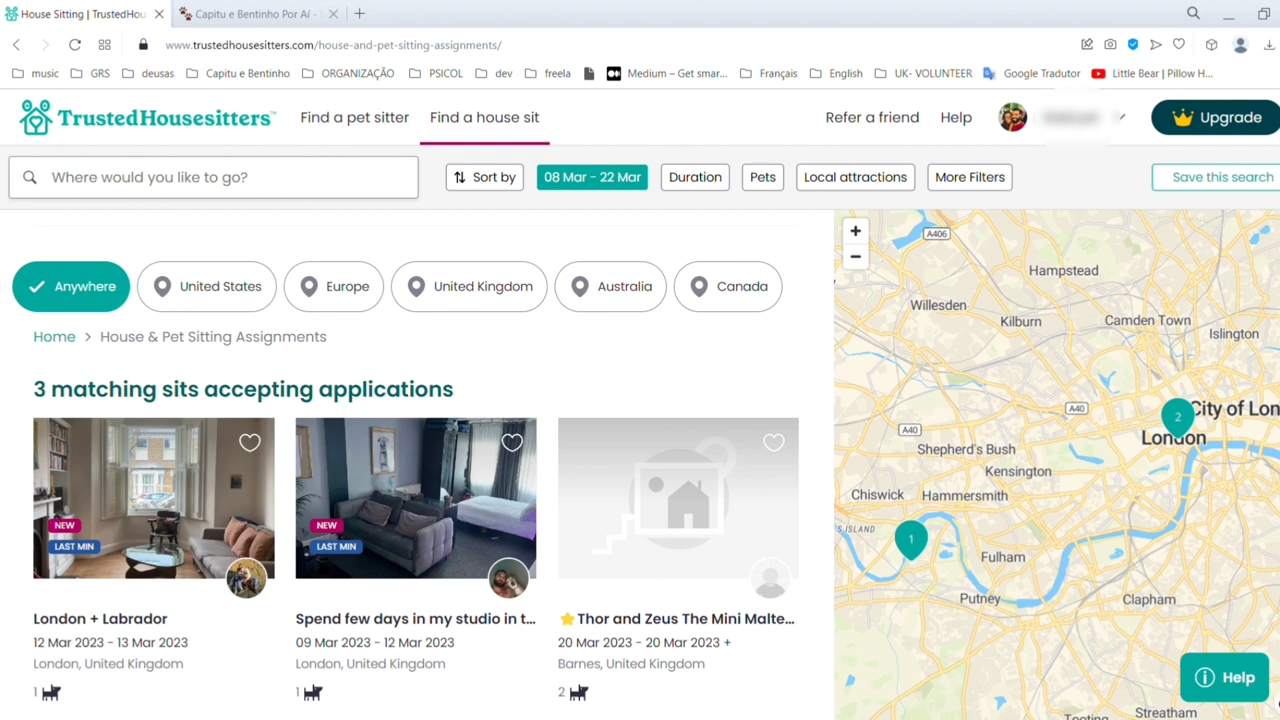 House Sitting | TrustedHou
Capitu e Bentinho Por Aí -
www.trustedhousesitters.com/house-and-pet-sitting-assignments/
music GRS deusas Capitu e Bentinho ORGANIZAÇÃO PSICOL dev freela Medium – Get smar... Français English UK- VOLUNTEER Google Tradutor Little Bear | Pillow H...
TrustedHousesitters™ Find a pet sitter Find a house sit Refer a friend Help Upgrade
Where would you like to go? Sort by 08 Mar - 22 Mar Duration Pets Local attractions More Filters Save this search
Anywhere United States Europe United Kingdom Australia Canada
Home > House & Pet Sitting Assignments
3 matching sits accepting applications
NEW
LAST MIN
London + Labrador
12 Mar 2023 - 13 Mar 2023
London, United Kingdom
1
NEW
LAST MIN
Spend few days in my studio in t...
09 Mar 2023 - 12 Mar 2023
London, United Kingdom
1
Thor and Zeus The Mini Malte...
20 Mar 2023 - 20 Mar 2023 +
Barnes, United Kingdom
2
+
−
A406
Hampstead
Willesden
Kilburn
Camden Town
Islington
A40
City of Lon
2
London
A40
Shepherd's Bush
Kensington
Chiswick
Hammersmith
S ISLAND
1
Fulham
Putney
Clapham
Help
Streatham
Tooting